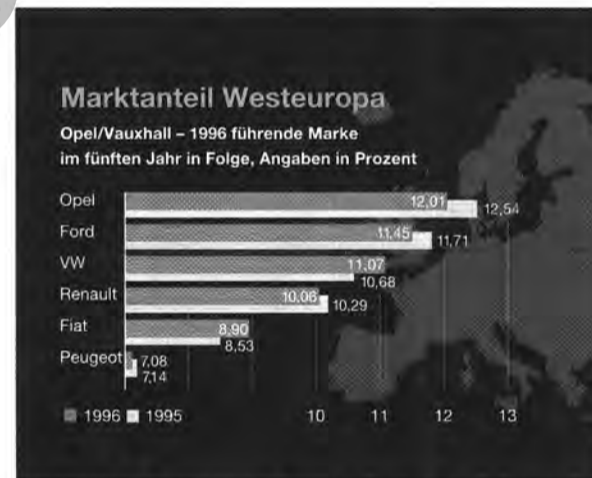 Marktanteil Westeuropa
Opel/Vauxhall – 1996 führende Marke
im fünften Jahr in Folge, Angaben in Prozent
Opel 12,01 12,54
Ford 11,45 11,71
VW 11,07 10,68
Renault 10,06 10,29
Fiat 8,90 8,53
Peugeot 7,08 7,14
1996 1995 10 11 12 13